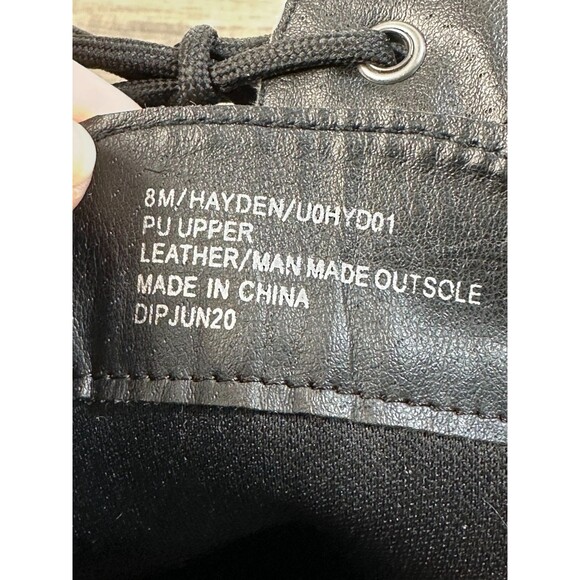 8M/HAYDEN/U0HYD01
PU UPPER
LEATHER/MAN MADE OUTSOLE
MADE IN CHINA
DIPJUN20